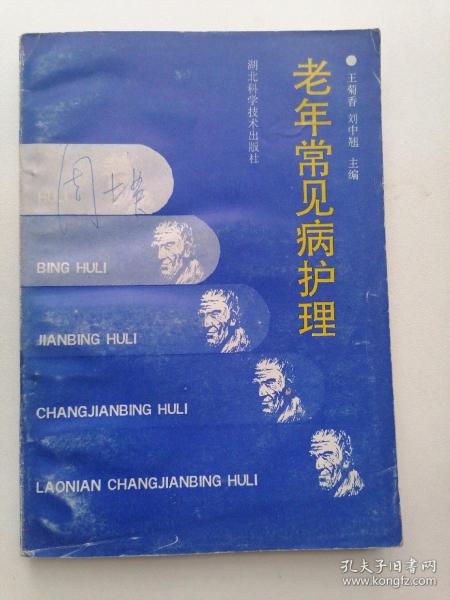 王菊香 刘中旭 主编
老年常见病护理
湖北科学技术出版社
BING HULI
JIANBING HULI
CHANGJIANBING HULI
LAONIAN CHANGJIANBING HULI
孔夫子旧书网
www.kongfz.com